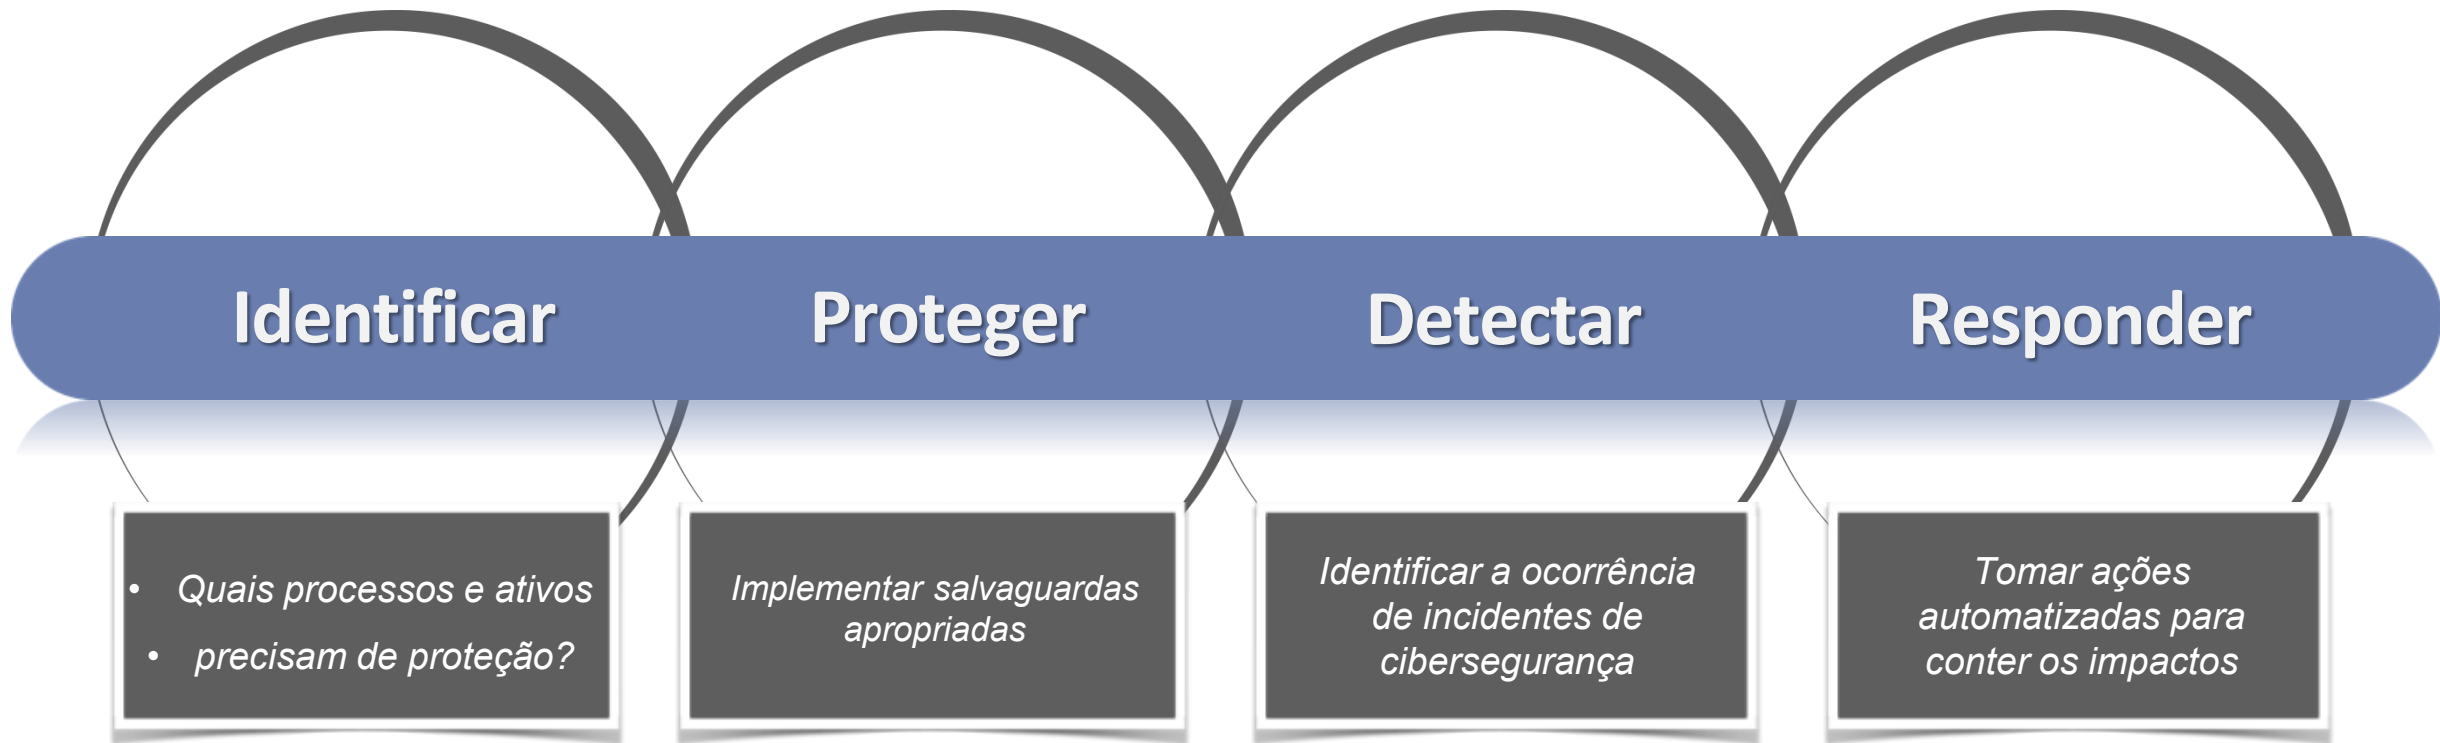 Identificar
Proteger
Detectar
Responder
• Quais processos e ativos
• precisam de proteção?
Implementar salvaguardas
apropriadas
Identificar a ocorrência
de incidentes de
cibersegurança
Tomar ações
automatizadas para
conter os impactos